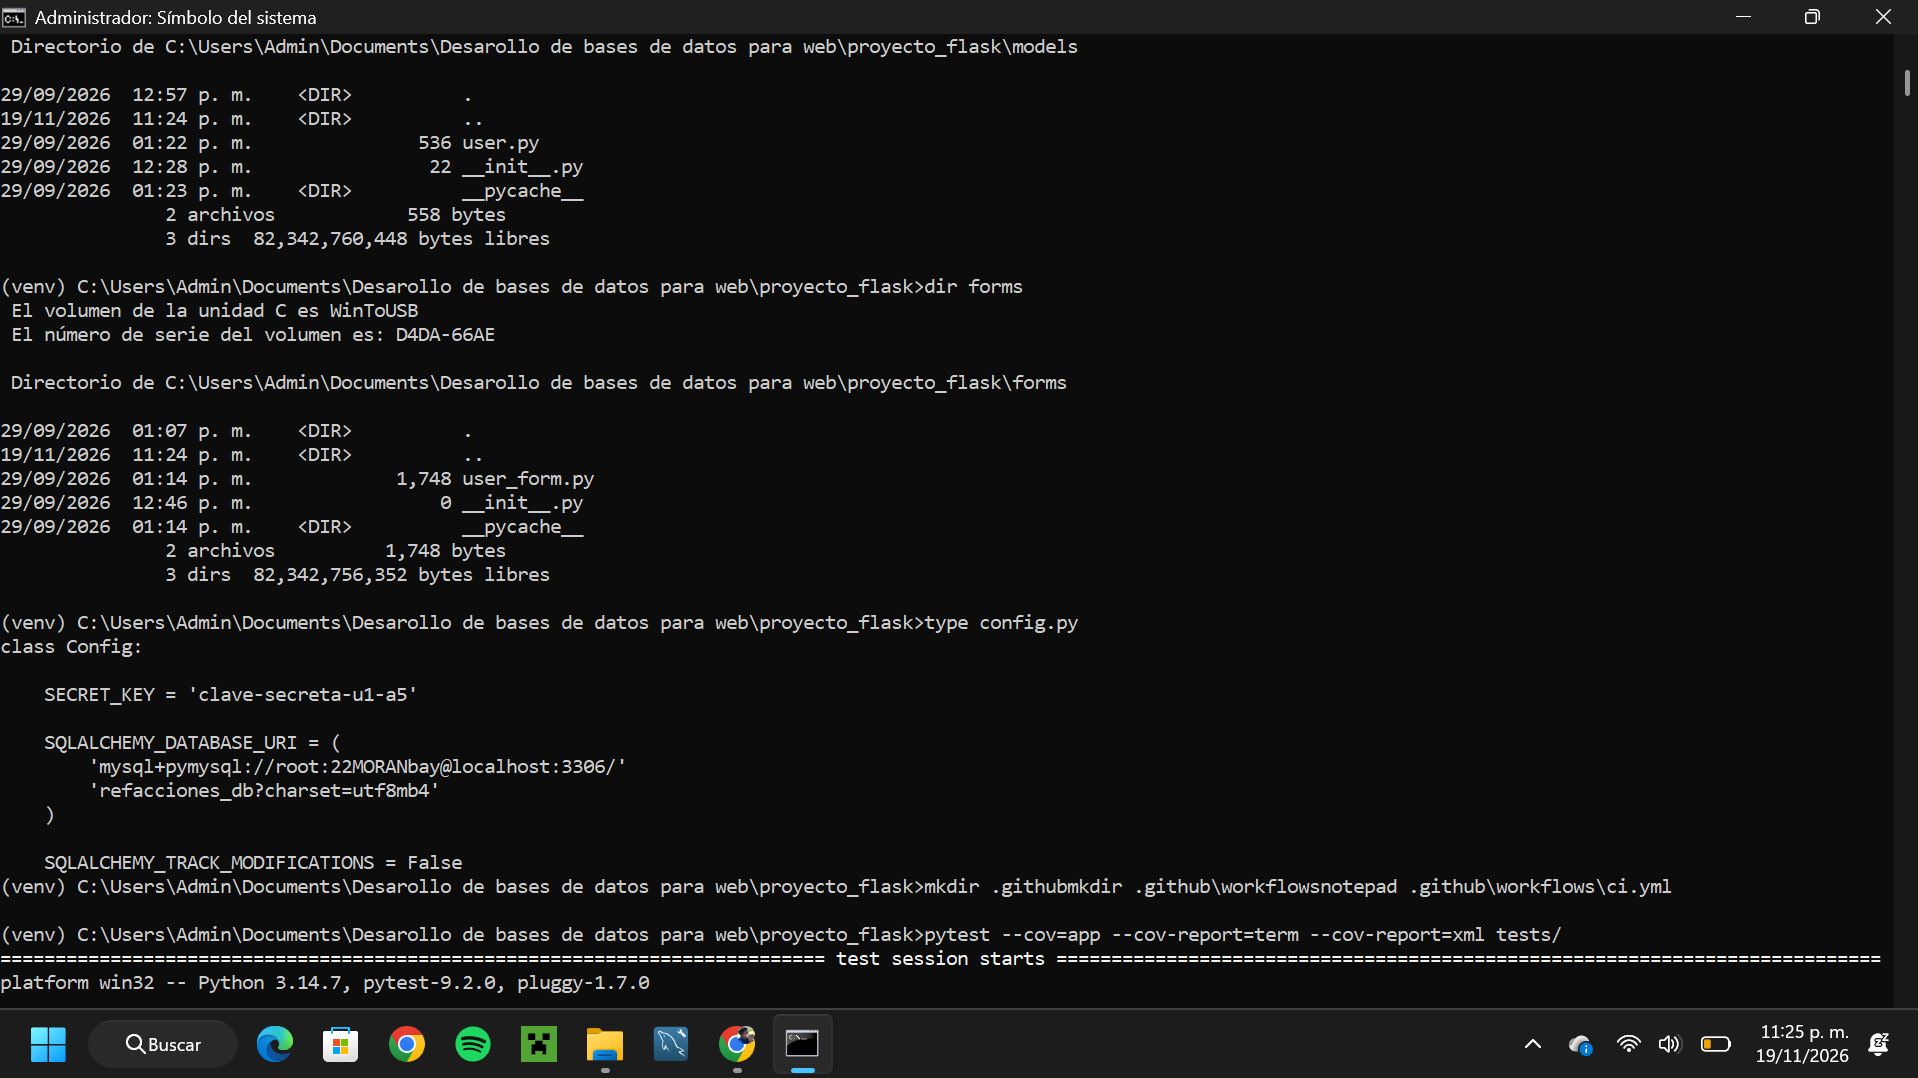 Administrador: Símbolo del sistema
 Directorio de C:\Users\Admin\Documents\Desarollo de bases de datos para web\proyecto_flask\models
29/09/2026  12:57 p. m.    <DIR>          .
19/11/2026  11:24 p. m.    <DIR>          ..
29/09/2026  01:22 p. m.               536 user.py
29/09/2026  12:28 p. m.                22 __init__.py
29/09/2026  01:23 p. m.    <DIR>          __pycache__
               2 archivos            558 bytes
               3 dirs  82,342,760,448 bytes libres
(venv) C:\Users\Admin\Documents\Desarollo de bases de datos para web\proyecto_flask>dir forms
 El volumen de la unidad C es WinToUSB
 El número de serie del volumen es: D4DA-66AE
 Directorio de C:\Users\Admin\Documents\Desarollo de bases de datos para web\proyecto_flask\forms
29/09/2026  01:07 p. m.    <DIR>          .
19/11/2026  11:24 p. m.    <DIR>          ..
29/09/2026  01:14 p. m.             1,748 user_form.py
29/09/2026  12:46 p. m.                 0 __init__.py
29/09/2026  01:14 p. m.    <DIR>          __pycache__
               2 archivos          1,748 bytes
               3 dirs  82,342,756,352 bytes libres
(venv) C:\Users\Admin\Documents\Desarollo de bases de datos para web\proyecto_flask>type config.py
class Config:
    SECRET_KEY = 'clave-secreta-u1-a5'
    SQLALCHEMY_DATABASE_URI = (
        'mysql+pymysql://root:22MORANbay@localhost:3306/'
        'refacciones_db?charset=utf8mb4'
    )
    SQLALCHEMY_TRACK_MODIFICATIONS = False
(venv) C:\Users\Admin\Documents\Desarollo de bases de datos para web\proyecto_flask>mkdir .githubmkdir .github\workflowsnotepad .github\workflows\ci.yml
(venv) C:\Users\Admin\Documents\Desarollo de bases de datos para web\proyecto_flask>pytest --cov=app --cov-report=term --cov-report=xml tests/
=========================================================================== test session starts ===========================================================================
platform win32 -- Python 3.14.7, pytest-9.2.0, pluggy-1.7.0
Buscar
11:25 p. m.
19/11/2026